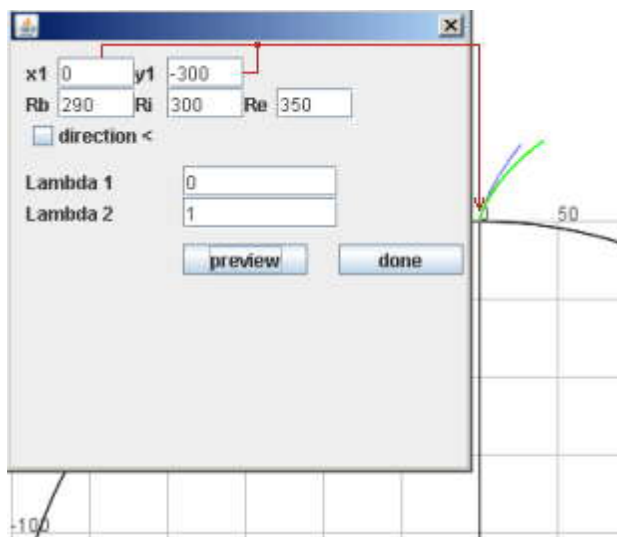 x1 0 y1 -300
Rb 290 Ri 300 Re 350
direction <
Lambda 1 0
Lambda 2 1
50
preview done
-100